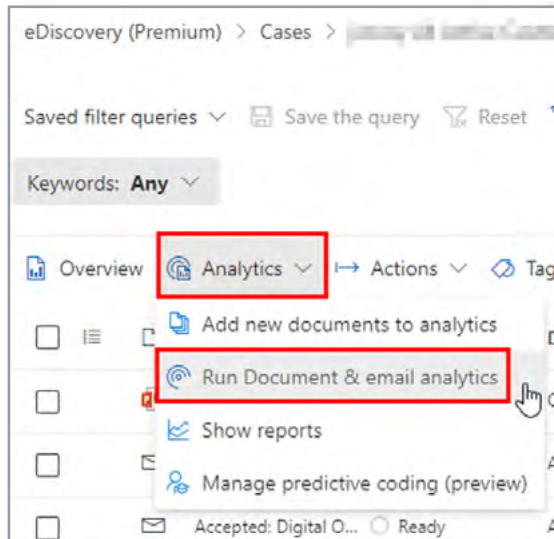 eDiscovery (Premium) > Cases >
Saved filter queries Save the query Reset
Keywords: Any
Overview Analytics Actions Tag
Add new documents to analytics
Run Document & email analytics
Show reports
Manage predictive coding (preview)
Accepted: Digital O... Ready